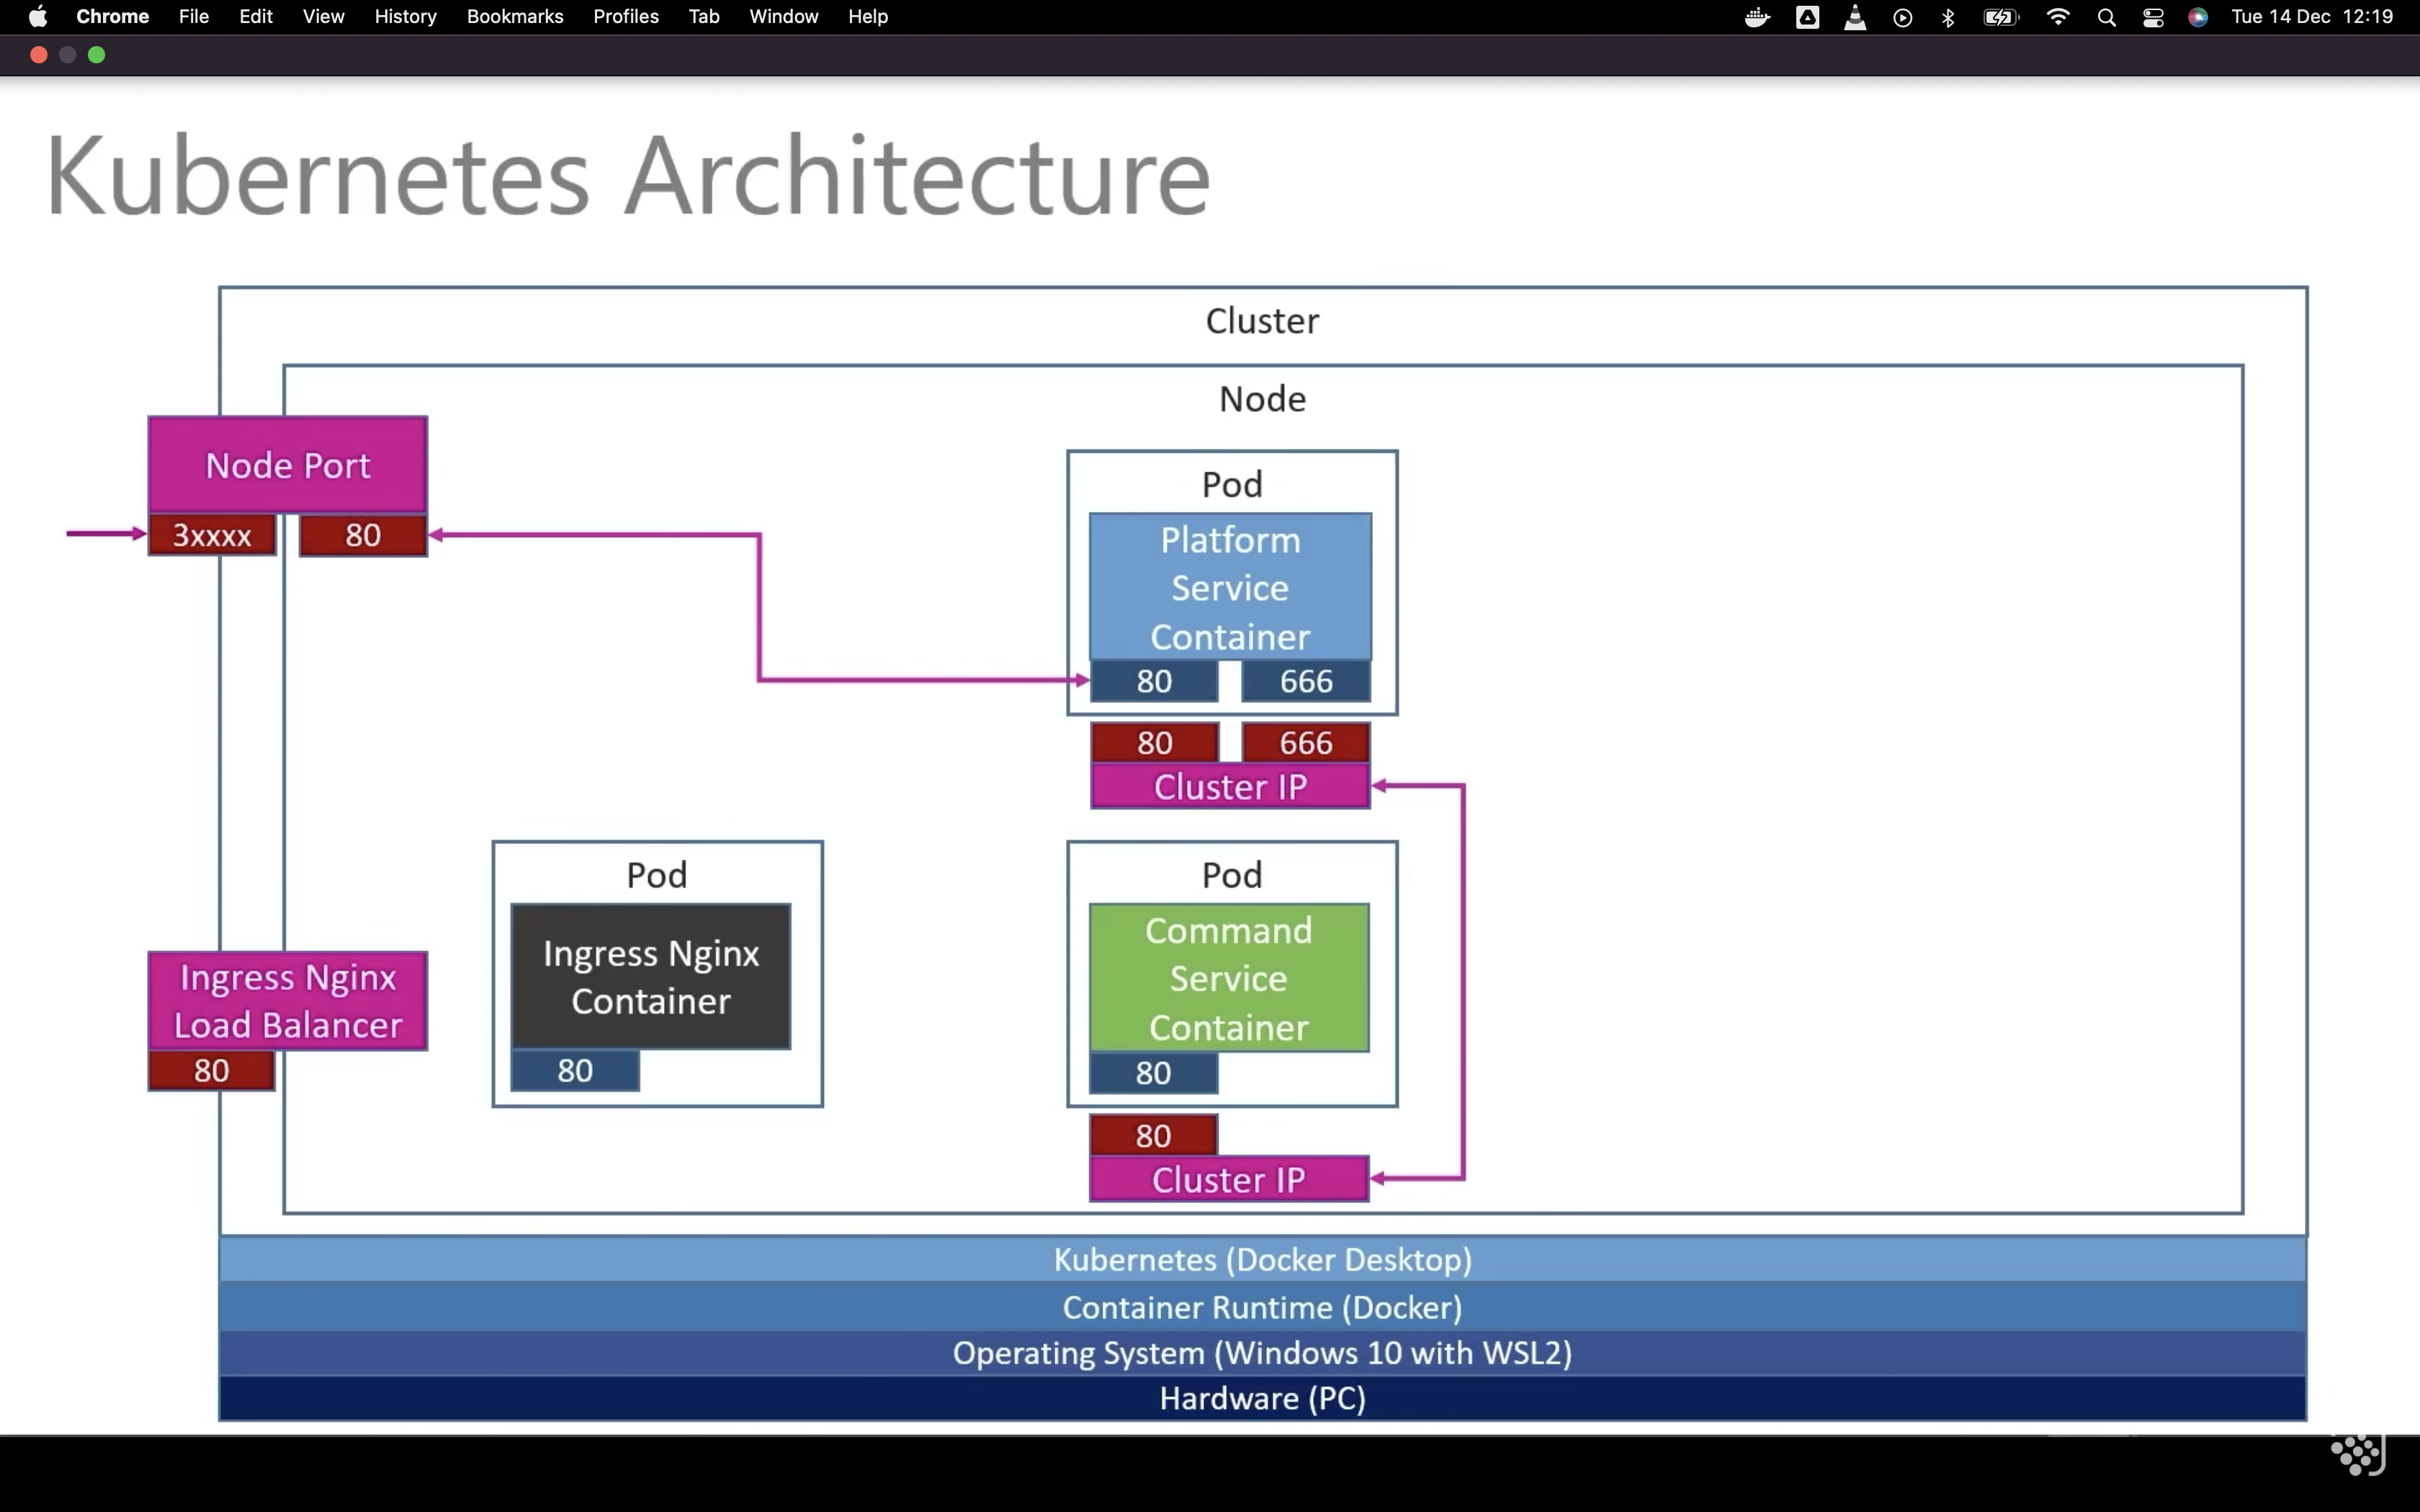 Chrome File Edit View History Bookmarks Profiles Tab Window Help Tue 14 Dec 12:19
Kubernetes Architecture
Cluster
Node
Node Port
3xxxx 80
Pod
Platform
Service
Container
80 666
80 666
Cluster IP
Pod
Ingress Nginx
Container
80
Pod
Command
Service
Container
80
80
Cluster IP
Ingress Nginx
Load Balancer
80
Kubernetes (Docker Desktop)
Container Runtime (Docker)
Operating System (Windows 10 with WSL2)
Hardware (PC)